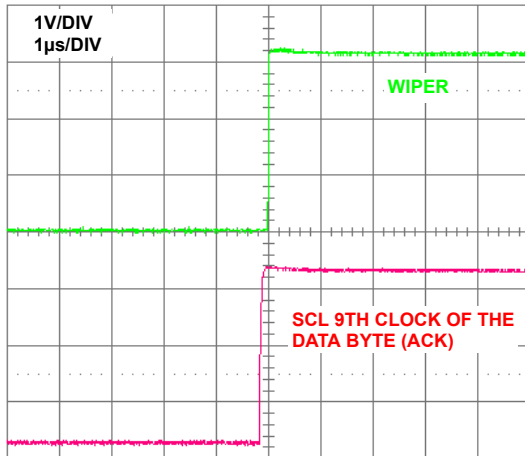 1V/DIV
1µs/DIV
WIPER
SCL 9TH CLOCK OF THE
DATA BYTE (ACK)